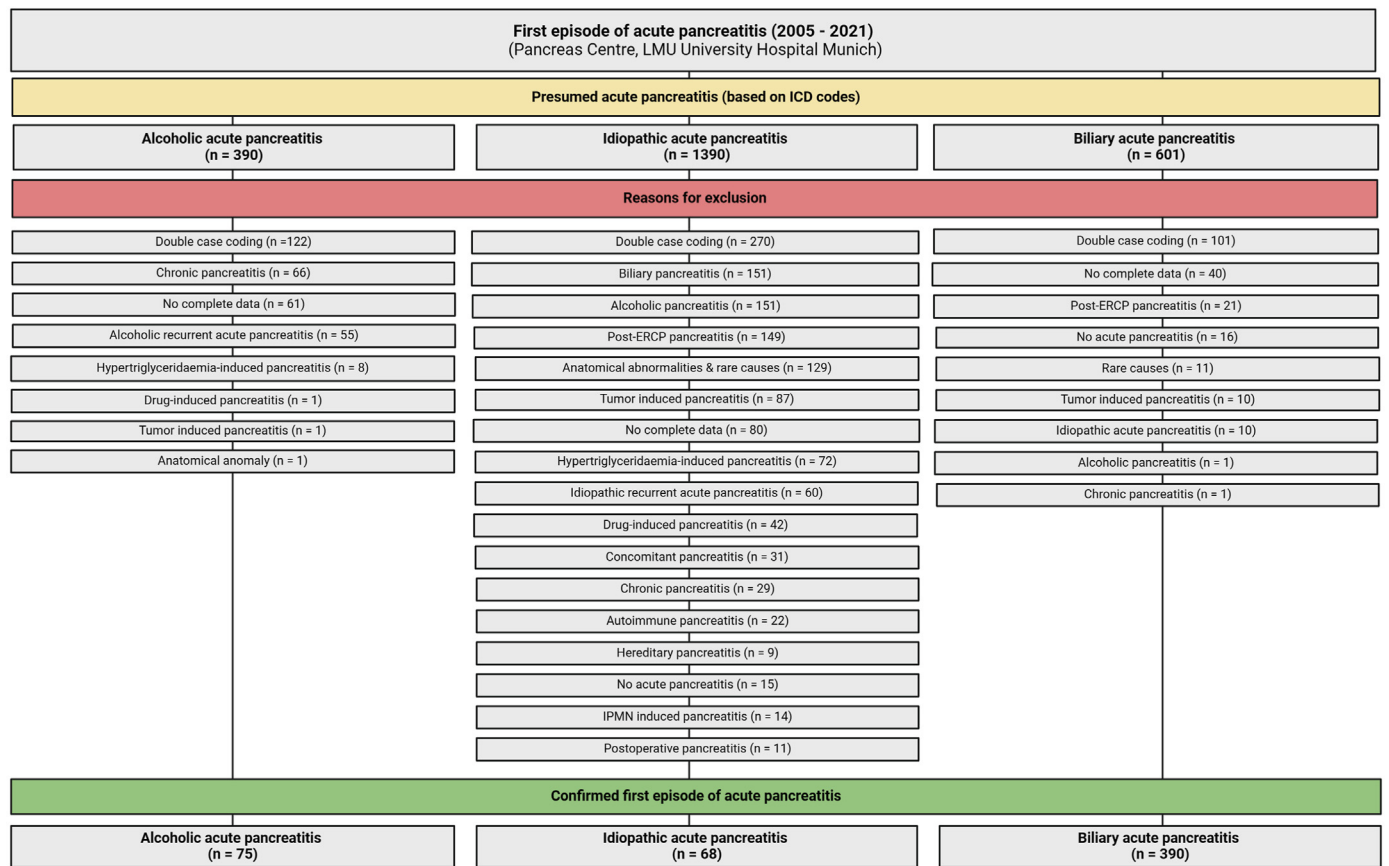 First episode of acute pancreatitis (2005 - 2021)
(Pancreas Centre, LMU University Hospital Munich)
Presumed acute pancreatitis (based on ICD codes)
Alcoholic acute pancreatitis
(n = 390)
Idiopathic acute pancreatitis
(n = 1390)
Biliary acute pancreatitis
(n = 601)
Reasons for exclusion
Double case coding (n =122)
Chronic pancreatitis (n = 66)
No complete data (n = 61)
Alcoholic recurrent acute pancreatitis (n = 55)
Hypertriglyceridaemia-induced pancreatitis (n = 8)
Drug-induced pancreatitis (n = 1)
Tumor induced pancreatitis (n = 1)
Anatomical anomaly (n = 1)
Double case coding (n = 270)
Biliary pancreatitis (n = 151)
Alcoholic pancreatitis (n = 151)
Post-ERCP pancreatitis (n = 149)
Anatomical abnormalities & rare causes (n = 129)
Tumor induced pancreatitis (n = 87)
No complete data (n = 80)
Hypertriglyceridaemia-induced pancreatitis (n = 72)
Idiopathic recurrent acute pancreatitis (n = 60)
Drug-induced pancreatitis (n = 42)
Concomitant pancreatitis (n = 31)
Chronic pancreatitis (n = 29)
Autoimmune pancreatitis (n = 22)
Hereditary pancreatitis (n = 9)
No acute pancreatitis (n = 15)
IPMN induced pancreatitis (n = 14)
Postoperative pancreatitis (n = 11)
Double case coding (n = 101)
No complete data (n = 40)
Post-ERCP pancreatitis (n = 21)
No acute pancreatitis (n = 16)
Rare causes (n = 11)
Tumor induced pancreatitis (n = 10)
Idiopathic acute pancreatitis (n = 10)
Alcoholic pancreatitis (n = 1)
Chronic pancreatitis (n = 1)
Confirmed first episode of acute pancreatitis
Alcoholic acute pancreatitis
(n = 75)
Idiopathic acute pancreatitis
(n = 68)
Biliary acute pancreatitis
(n = 390)